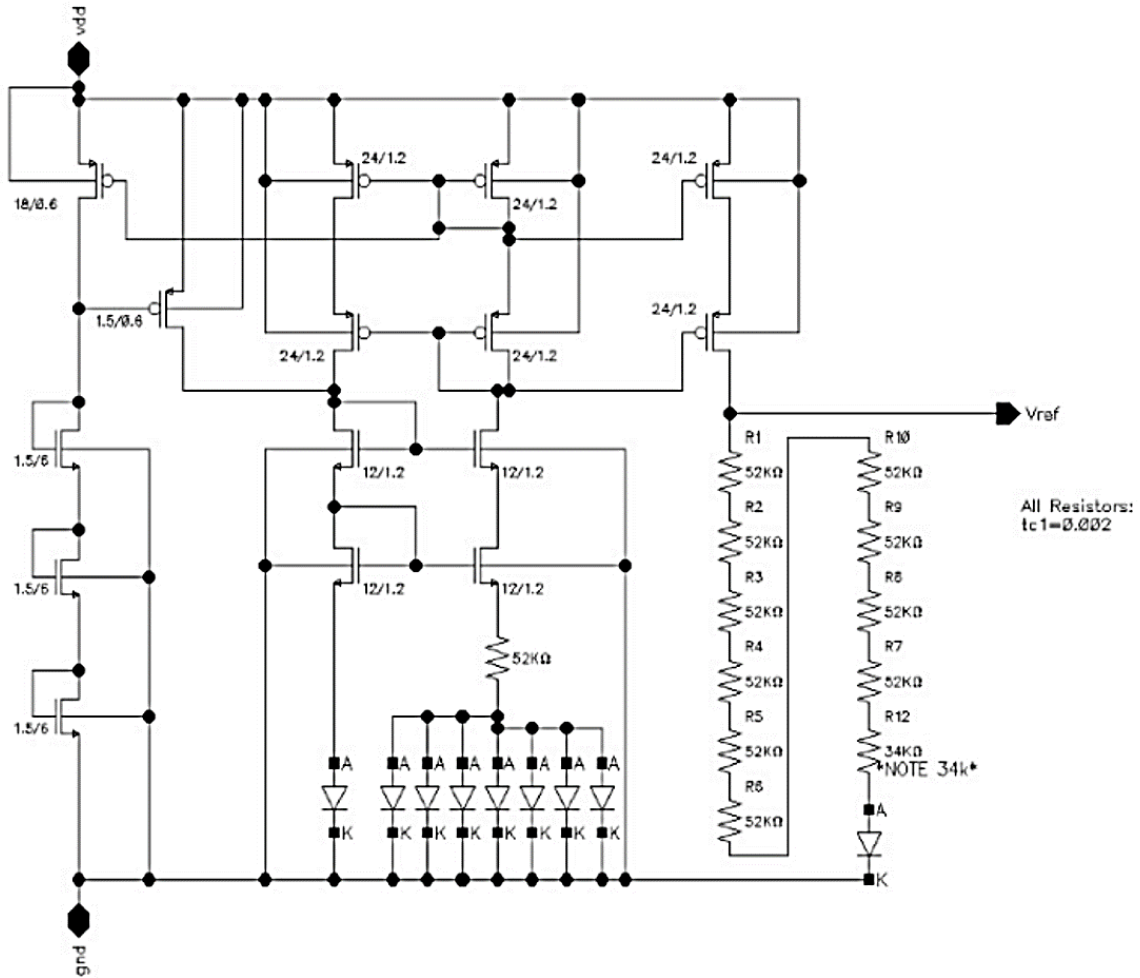 vdd
24/1.2
24/1.2
24/1.2
18/0.6
1.5/0.6
24/1.2
24/1.2
24/1.2
Vref
R1
R10
1.5/6
12/1.2
12/1.2
52KΩ
52KΩ
All Resistors:
tc1=0.002
R2
R9
52KΩ
52KΩ
1.5/6
12/1.2
12/1.2
R3
R8
52KΩ
52KΩ
R4
R7
52KΩ
52KΩ
52KΩ
1.5/6
R5
R12
52KΩ
34KΩ
*NOTE 34k*
A
A
A
A
A
A
A
A
R6
52KΩ
A
K
K
K
K
K
K
K
K
K
gnd